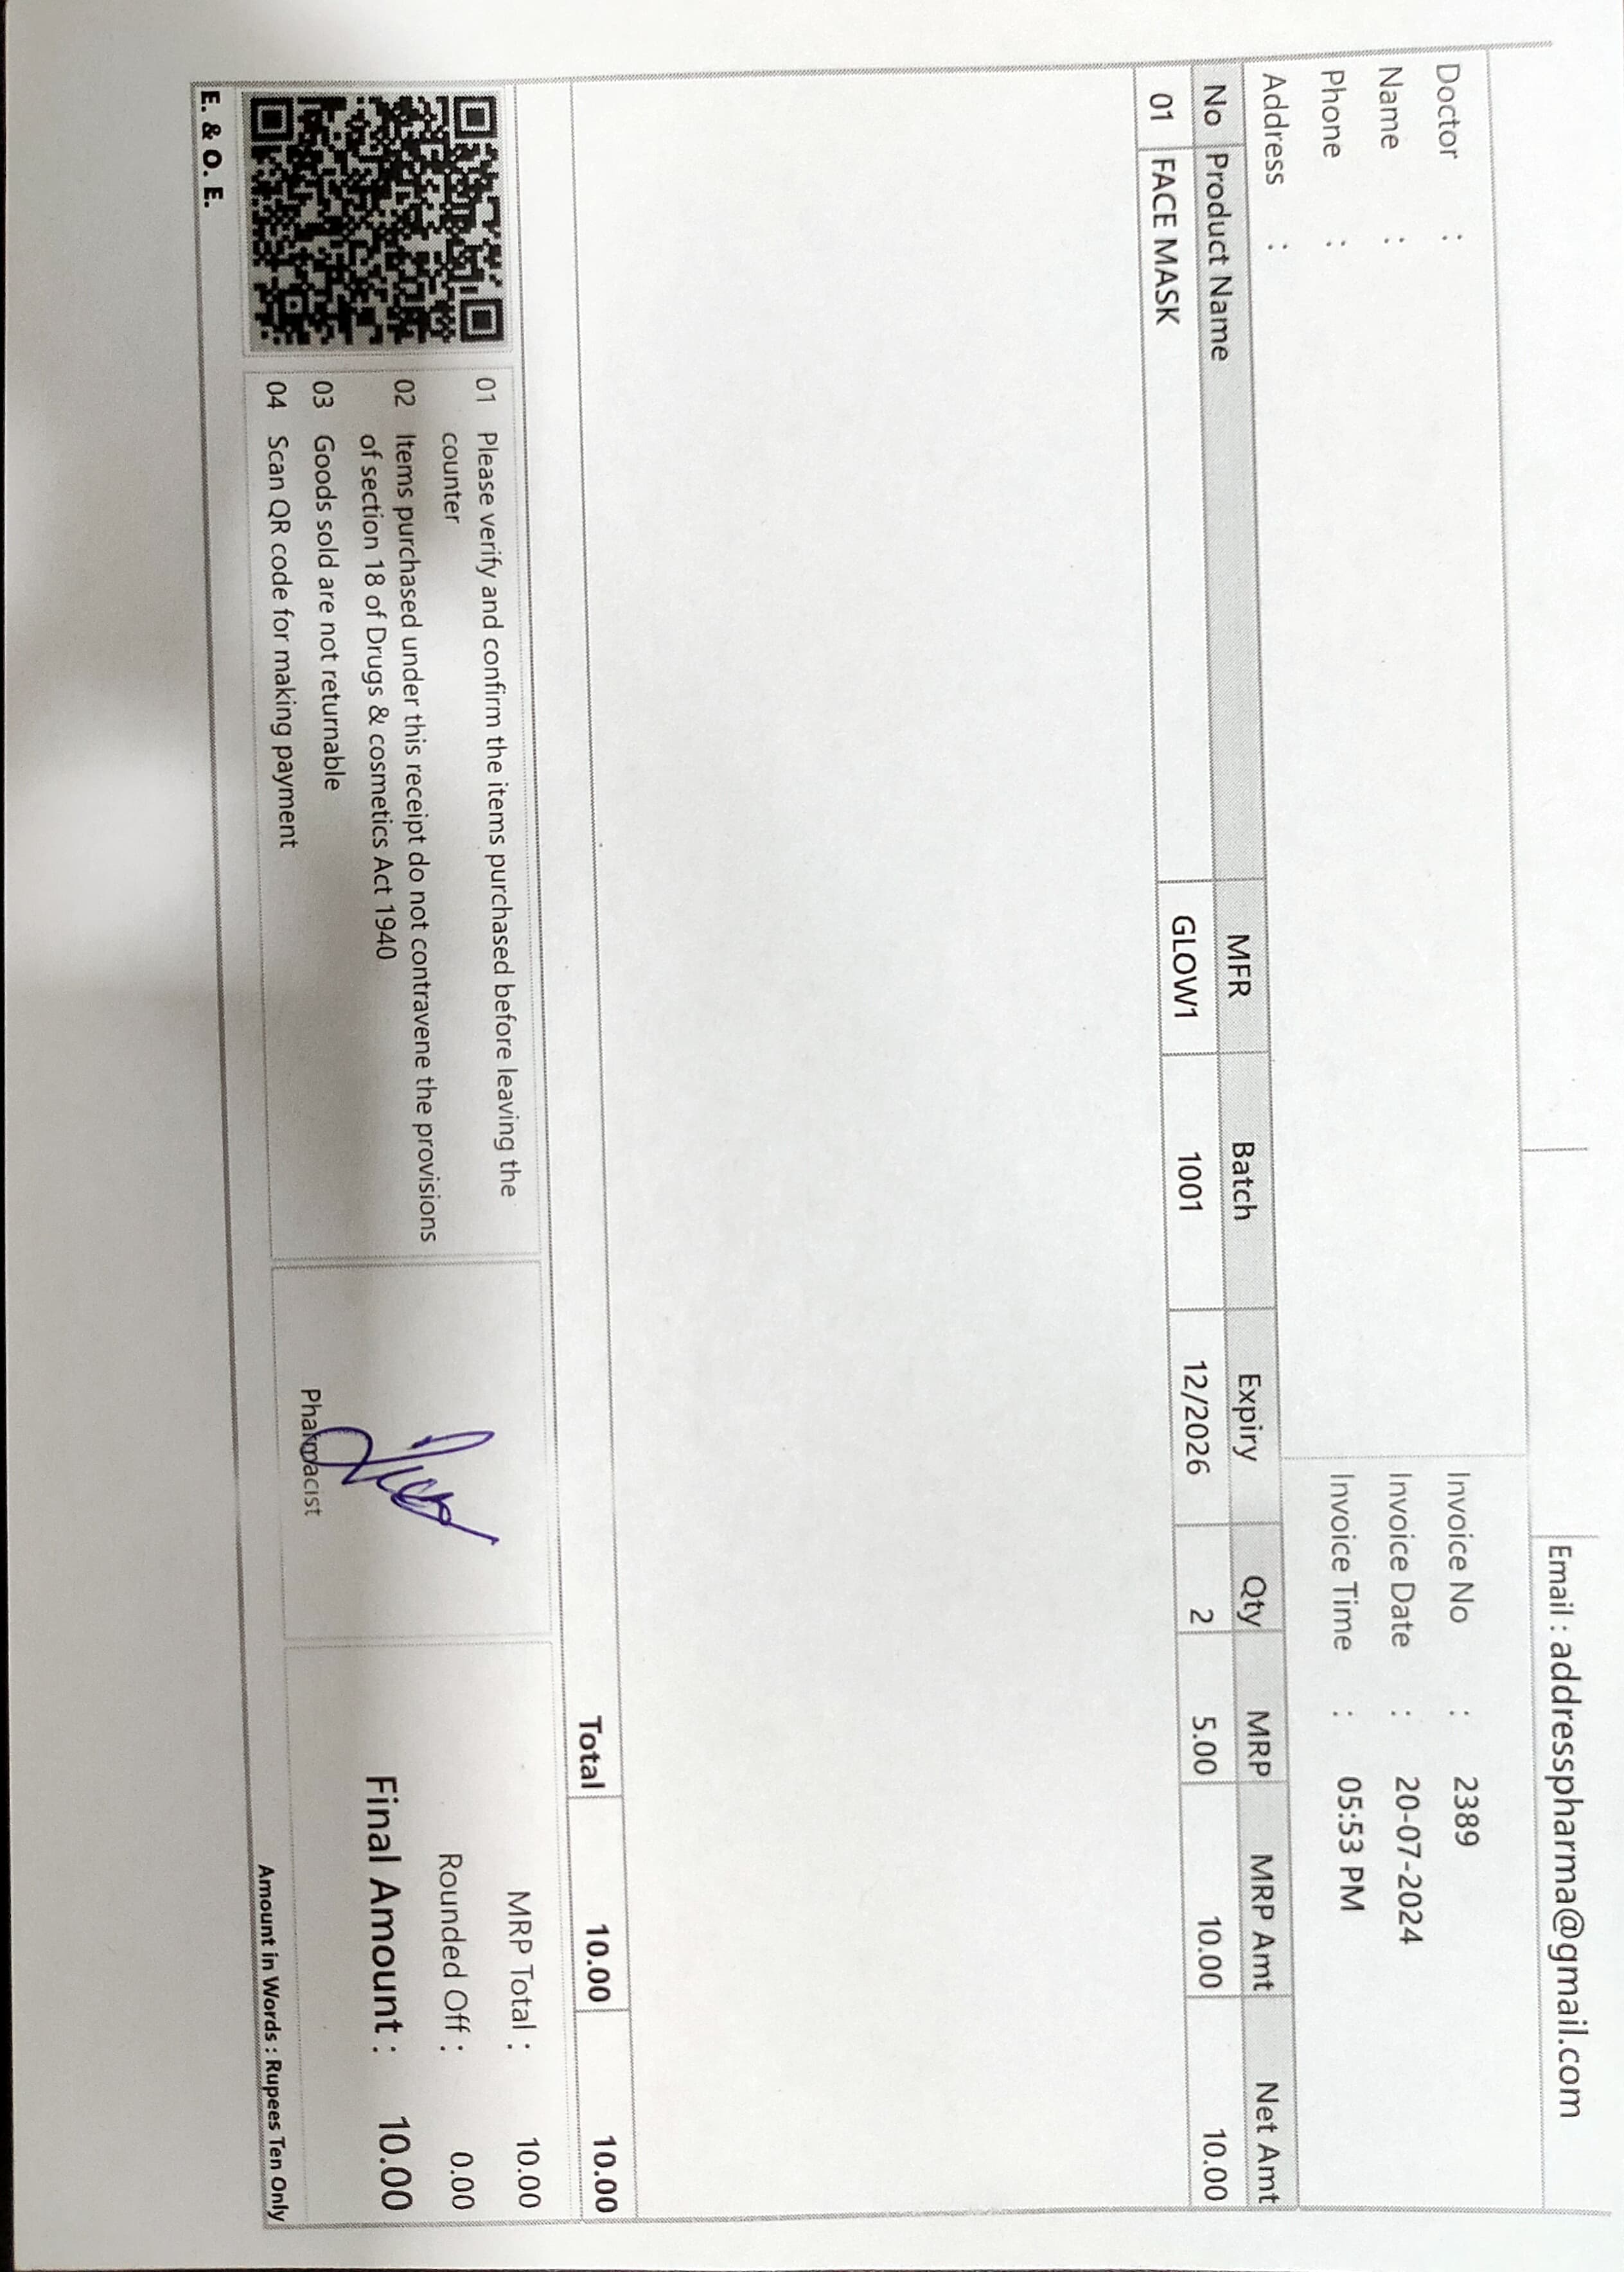 Email : addresspharma@gmail.com
Doctor :
Name :
Phone :
Address :
Invoice No : 2389
Invoice Date : 20-07-2024
Invoice Time : 05:53 PM
No Product Name MFR Batch Expiry Qty MRP MRP Amt Net Amt
01 FACE MASK GLOW1 1001 12/2026 2 5.00 10.00 10.00
Total 10.00 10.00
01 Please verify and confirm the items purchased before leaving the
counter
02 Items purchased under this receipt do not contravene the provisions
of section 18 of Drugs & cosmetics Act 1940
03 Goods sold are not returnable
04 Scan QR code for making payment
Pharmacist
MRP Total : 10.00
Rounded Off : 0.00
Final Amount : 10.00
Amount in Words : Rupees Ten Only
E. & O. E.